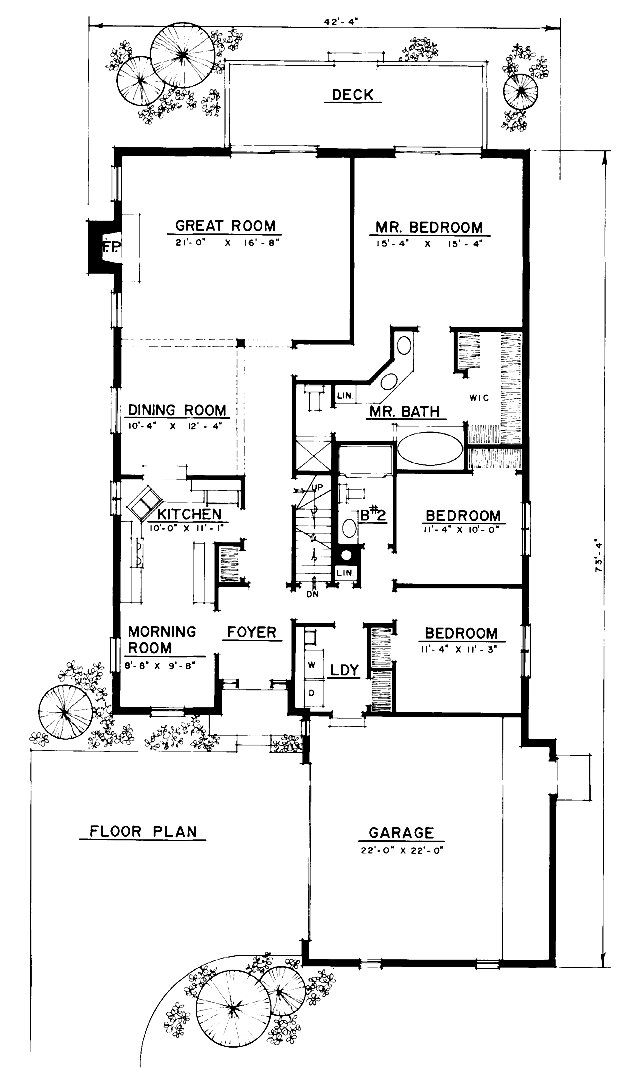 42'-4"
DECK
GREAT ROOM
21'-0" X 16'-8"
MR. BEDROOM
15'-4" X 15'-4"
F.P.
DINING ROOM
10'-4" X 12'-4"
LIN.
MR. BATH
WIC
KITCHEN
10'-0" X 11'-1"
UP
B#2
BEDROOM
11'-4" X 10'-0"
73'-4"
LIN
DN
MORNING
ROOM
8'-8" X 9'-8"
FOYER
W
D
LDY
BEDROOM
11'-4" X 11'-3"
FLOOR PLAN
GARAGE
22'-0" X 22'-0"